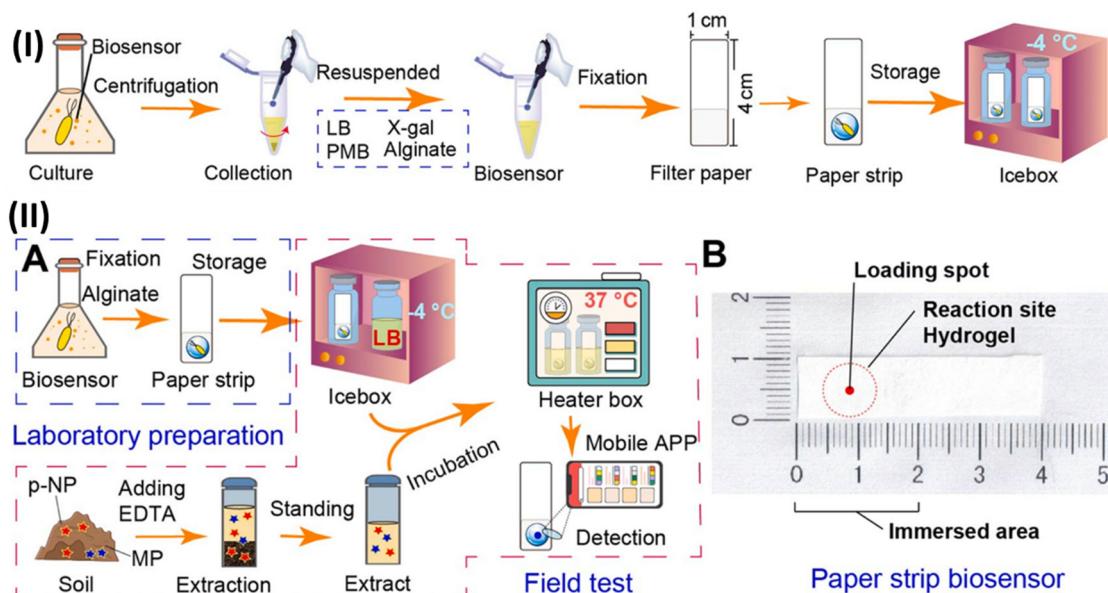 (I)
Biosensor
Centrifugation
Culture
Collection
Resuspended
LB X-gal
PMB Alginate
Biosensor
Fixation
1 cm
4 cm
Filter paper
Paper strip
Storage
-4 °C
Icebox
(II)
A
Fixation
Alginate
Biosensor
Storage
Paper strip
Laboratory preparation
-4 °C
LB
Icebox
37 °C
Heater box
Incubation
Mobile APP
Detection
p-NP
MP
Soil
Adding
EDTA
Extraction
Standing
Extract
Field test
B
Loading spot
Reaction site
Hydrogel
2
1
0
0 1 2 3 4 5
Immersed area
Paper strip biosensor